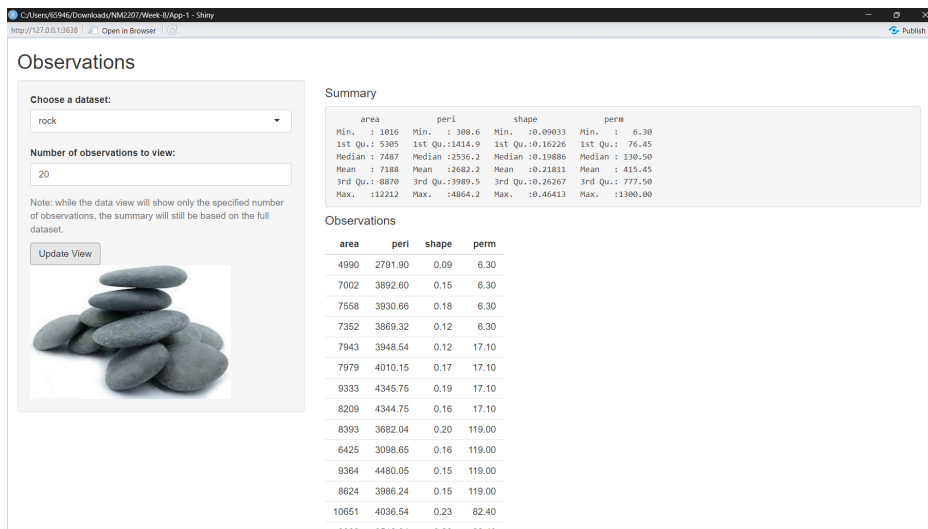 C:/Users/65946/Downloads/NM2207/Week-8/App-1 - Shiny
http://127.0.0.1:3638 Open in Browser Publish
Observations
Choose a dataset:
rock
Number of observations to view:
20
Note: while the data view will show only the specified number
of observations, the summary will still be based on the full
dataset.
Update View
Summary
area peri shape perm
Min. : 1016 Min. : 308.6 Min. :0.09033 Min. : 6.30
1st Qu.: 5305 1st Qu.:1414.9 1st Qu.:0.16226 1st Qu.: 76.45
Median : 7487 Median :2536.2 Median :0.19886 Median : 130.50
Mean : 7188 Mean :2682.2 Mean :0.21811 Mean : 415.45
3rd Qu.: 8870 3rd Qu.:3989.5 3rd Qu.:0.26267 3rd Qu.: 777.50
Max. :12212 Max. :4864.2 Max. :0.46413 Max. :1300.00
Observations
area peri shape perm
4990 2791.90 0.09 6.30
7002 3892.60 0.15 6.30
7558 3930.66 0.18 6.30
7352 3869.32 0.12 6.30
7943 3948.54 0.12 17.10
7979 4010.15 0.17 17.10
9333 4345.75 0.19 17.10
8209 4344.75 0.16 17.10
8393 3682.04 0.20 119.00
6425 3098.65 0.16 119.00
9364 4480.05 0.15 119.00
8624 3986.24 0.15 119.00
10651 4036.54 0.23 82.40